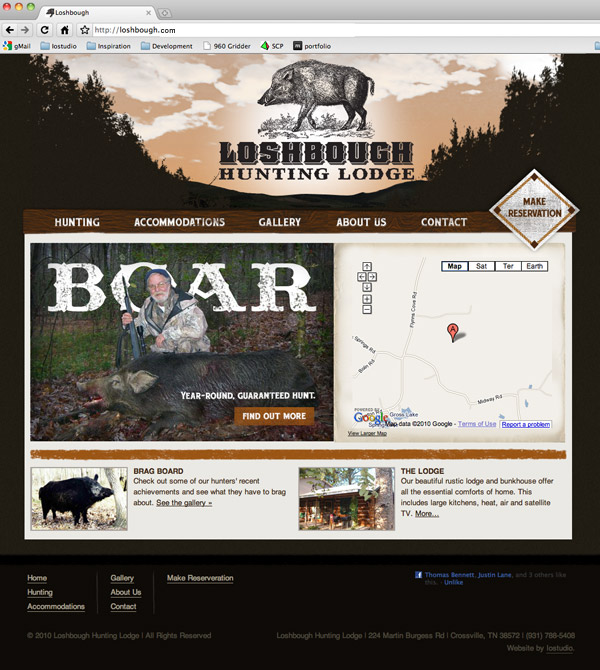 Loshbough
http://loshbough.com
gMail
lostudio
Inspiration
Development
960 Gridder
SCP
portfolio
LOSHBOUGH
HUNTING LODGE
MAKE
RESERVATION
HUNTING
ACCOMMODATIONS
GALLERY
ABOUT US
CONTACT
BOAR
YEAR-ROUND, GUARANTEED HUNT.
FIND OUT MORE
Map
Sat
Ter
Earth
Flynns Cove Rd
A
Springs Rd
Brain Rd
Midway Rd
Gross Lake
POWERED BY
Google
Map data ©2010 Google - Terms of Use
Report a problem
View Larger Map
BRAG BOARD
Check out some of our hunters' recent
achievements and see what they have to brag
about. See the gallery »
THE LODGE
Our beautiful rustic lodge and bunkhouse offer
all the essential comforts of home. This
includes large kitchens, heat, air and satellite
TV. More...
Home
Gallery
Make Reserveration
Hunting
About Us
Accommodations
Contact
Thomas Bennett, Justin Lane, and 3 others like
this. · Unlike
© 2010 Loshbough Hunting Lodge | All Rights Reserved
Loshbough Hunting Lodge | 224 Martin Burgess Rd | Crossville, TN 38572 | (931) 788-5408
Website by lostudio.